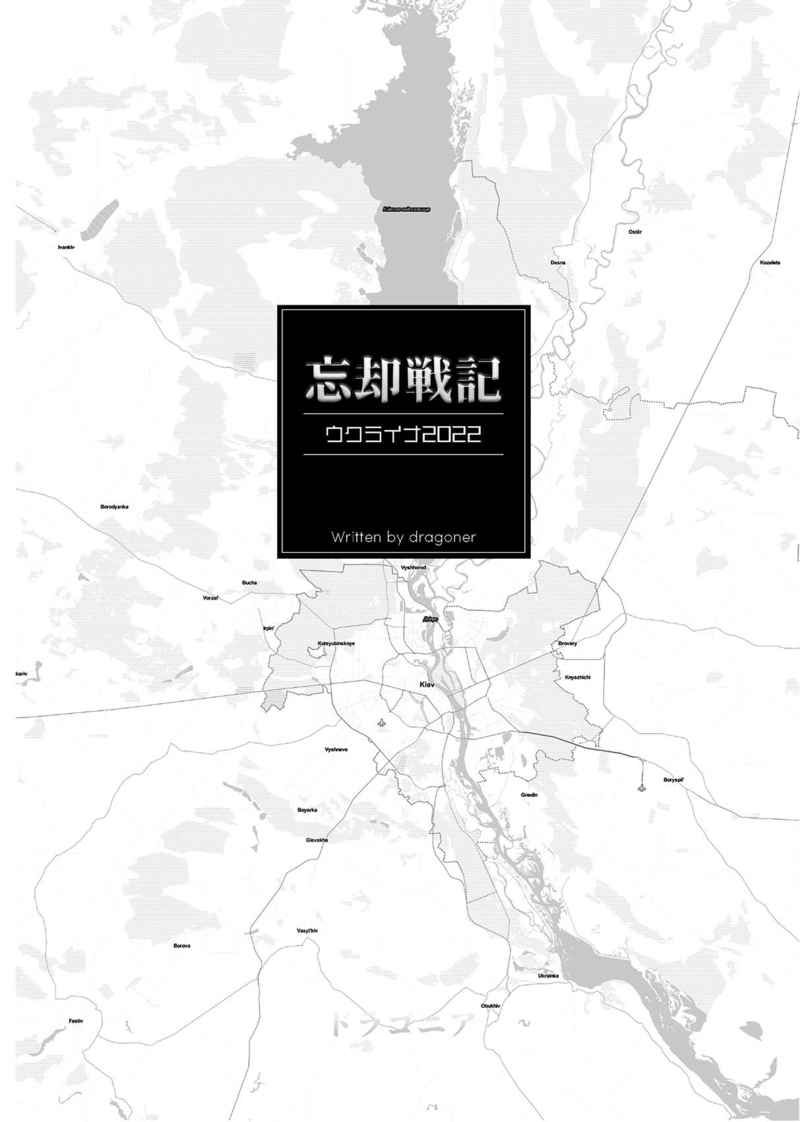 Ivankiv
Oster
Desna
Kozelets
忘却戦記
ウクライナ2022
Written by dragoner
Borodyanka
Vyshhorod
Bucha
Vorzel'
Irpin'
Kotsyubinskoye
Brovary
Knyazhichi
Kiev
Vyshneve
Boryspil'
Gnedin
Boyarka
Glevakha
Vasyl'kiv
Borova
Ukrainka
Obukhiv
Fastiv
ドラゴニア